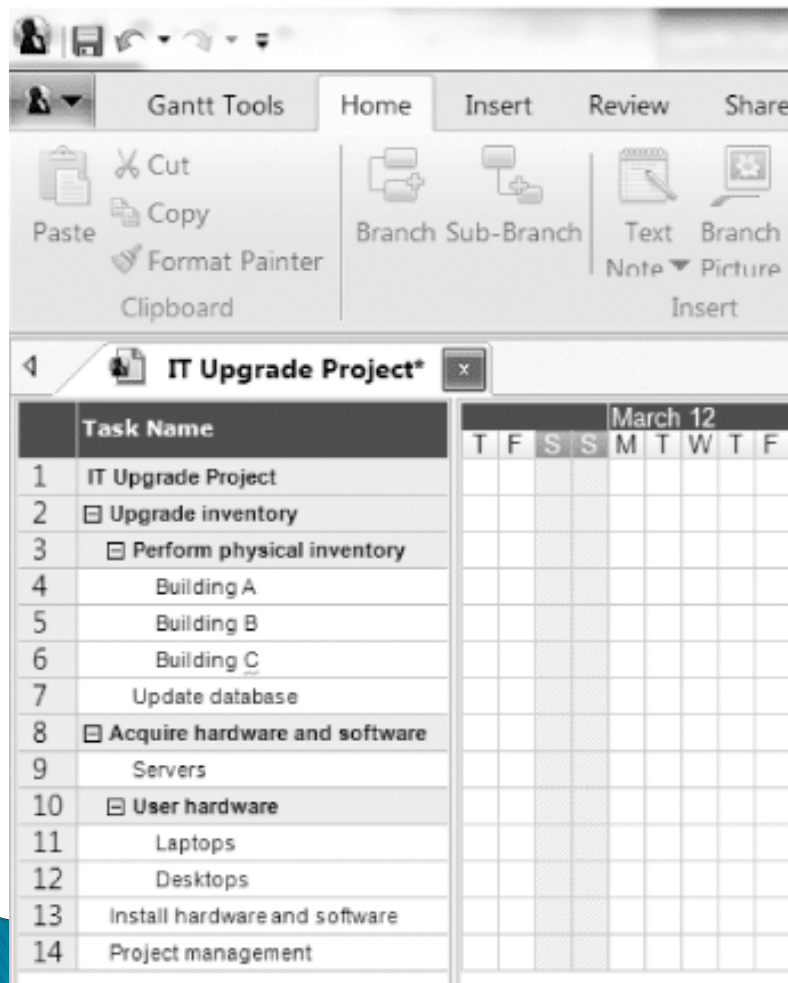 Gantt Tools Home Insert Review Share
Cut
Copy
Paste
Format Painter
Clipboard
Branch Sub-Branch
Text Note
Branch Picture
Insert
IT Upgrade Project* x
Task Name
March 12
T F S S M T W T F
1 IT Upgrade Project
2 Upgrade inventory
3 Perform physical inventory
4 Building A
5 Building B
6 Building C
7 Update database
8 Acquire hardware and software
9 Servers
10 User hardware
11 Laptops
12 Desktops
13 Install hardware and software
14 Project management